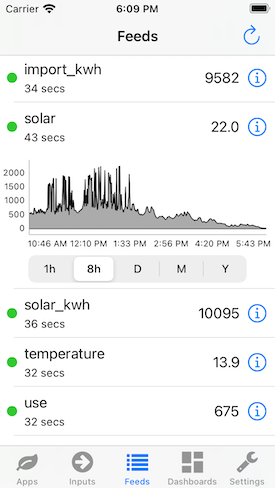 Carrier 6:09 PM
Feeds
import_kwh 9582
34 secs
solar 22.0
43 secs
2000
1500
1000
500
0
10:46 AM 12:10 PM 1:33 PM 2:56 PM 4:20 PM 5:43 PM
1h 8h D M Y
solar_kwh 10095
36 secs
temperature 13.9
32 secs
use 675
32 secs
Apps Inputs Feeds Dashboards Settings